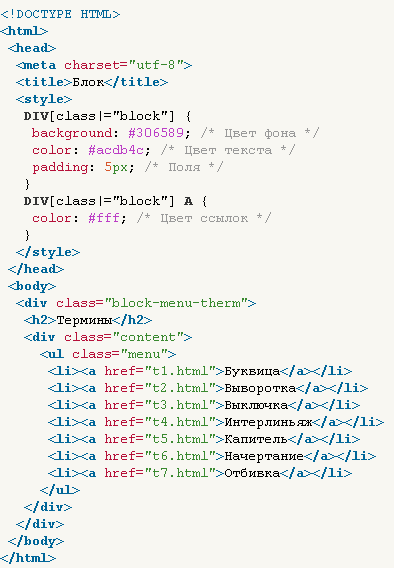 <!DOCTYPE HTML>
<html>
<head>
<meta charset="utf-8">
<title>Блок</title>
<style>
DIV[class|="block"] {
background: #306589; /* Цвет фона */
color: #acdb4c; /* Цвет текста */
padding: 5px; /* Поля */
}
DIV[class|="block"] A {
color: #fff; /* Цвет ссылок */
}
</style>
</head>
<body>
<div class="block-menu-therm">
<h2>Термины</h2>
<div class="content">
<ul class="menu">
<li><a href="t1.html">Буквица</a></li>
<li><a href="t2.html">Выворотка</a></li>
<li><a href="t3.html">Выключка</a></li>
<li><a href="t4.html">Интерлиньяж</a></li>
<li><a href="t5.html">Капитель</a></li>
<li><a href="t6.html">Начертание</a></li>
<li><a href="t7.html">Отбивка</a></li>
</ul>
</div>
</div>
</body>
</html>